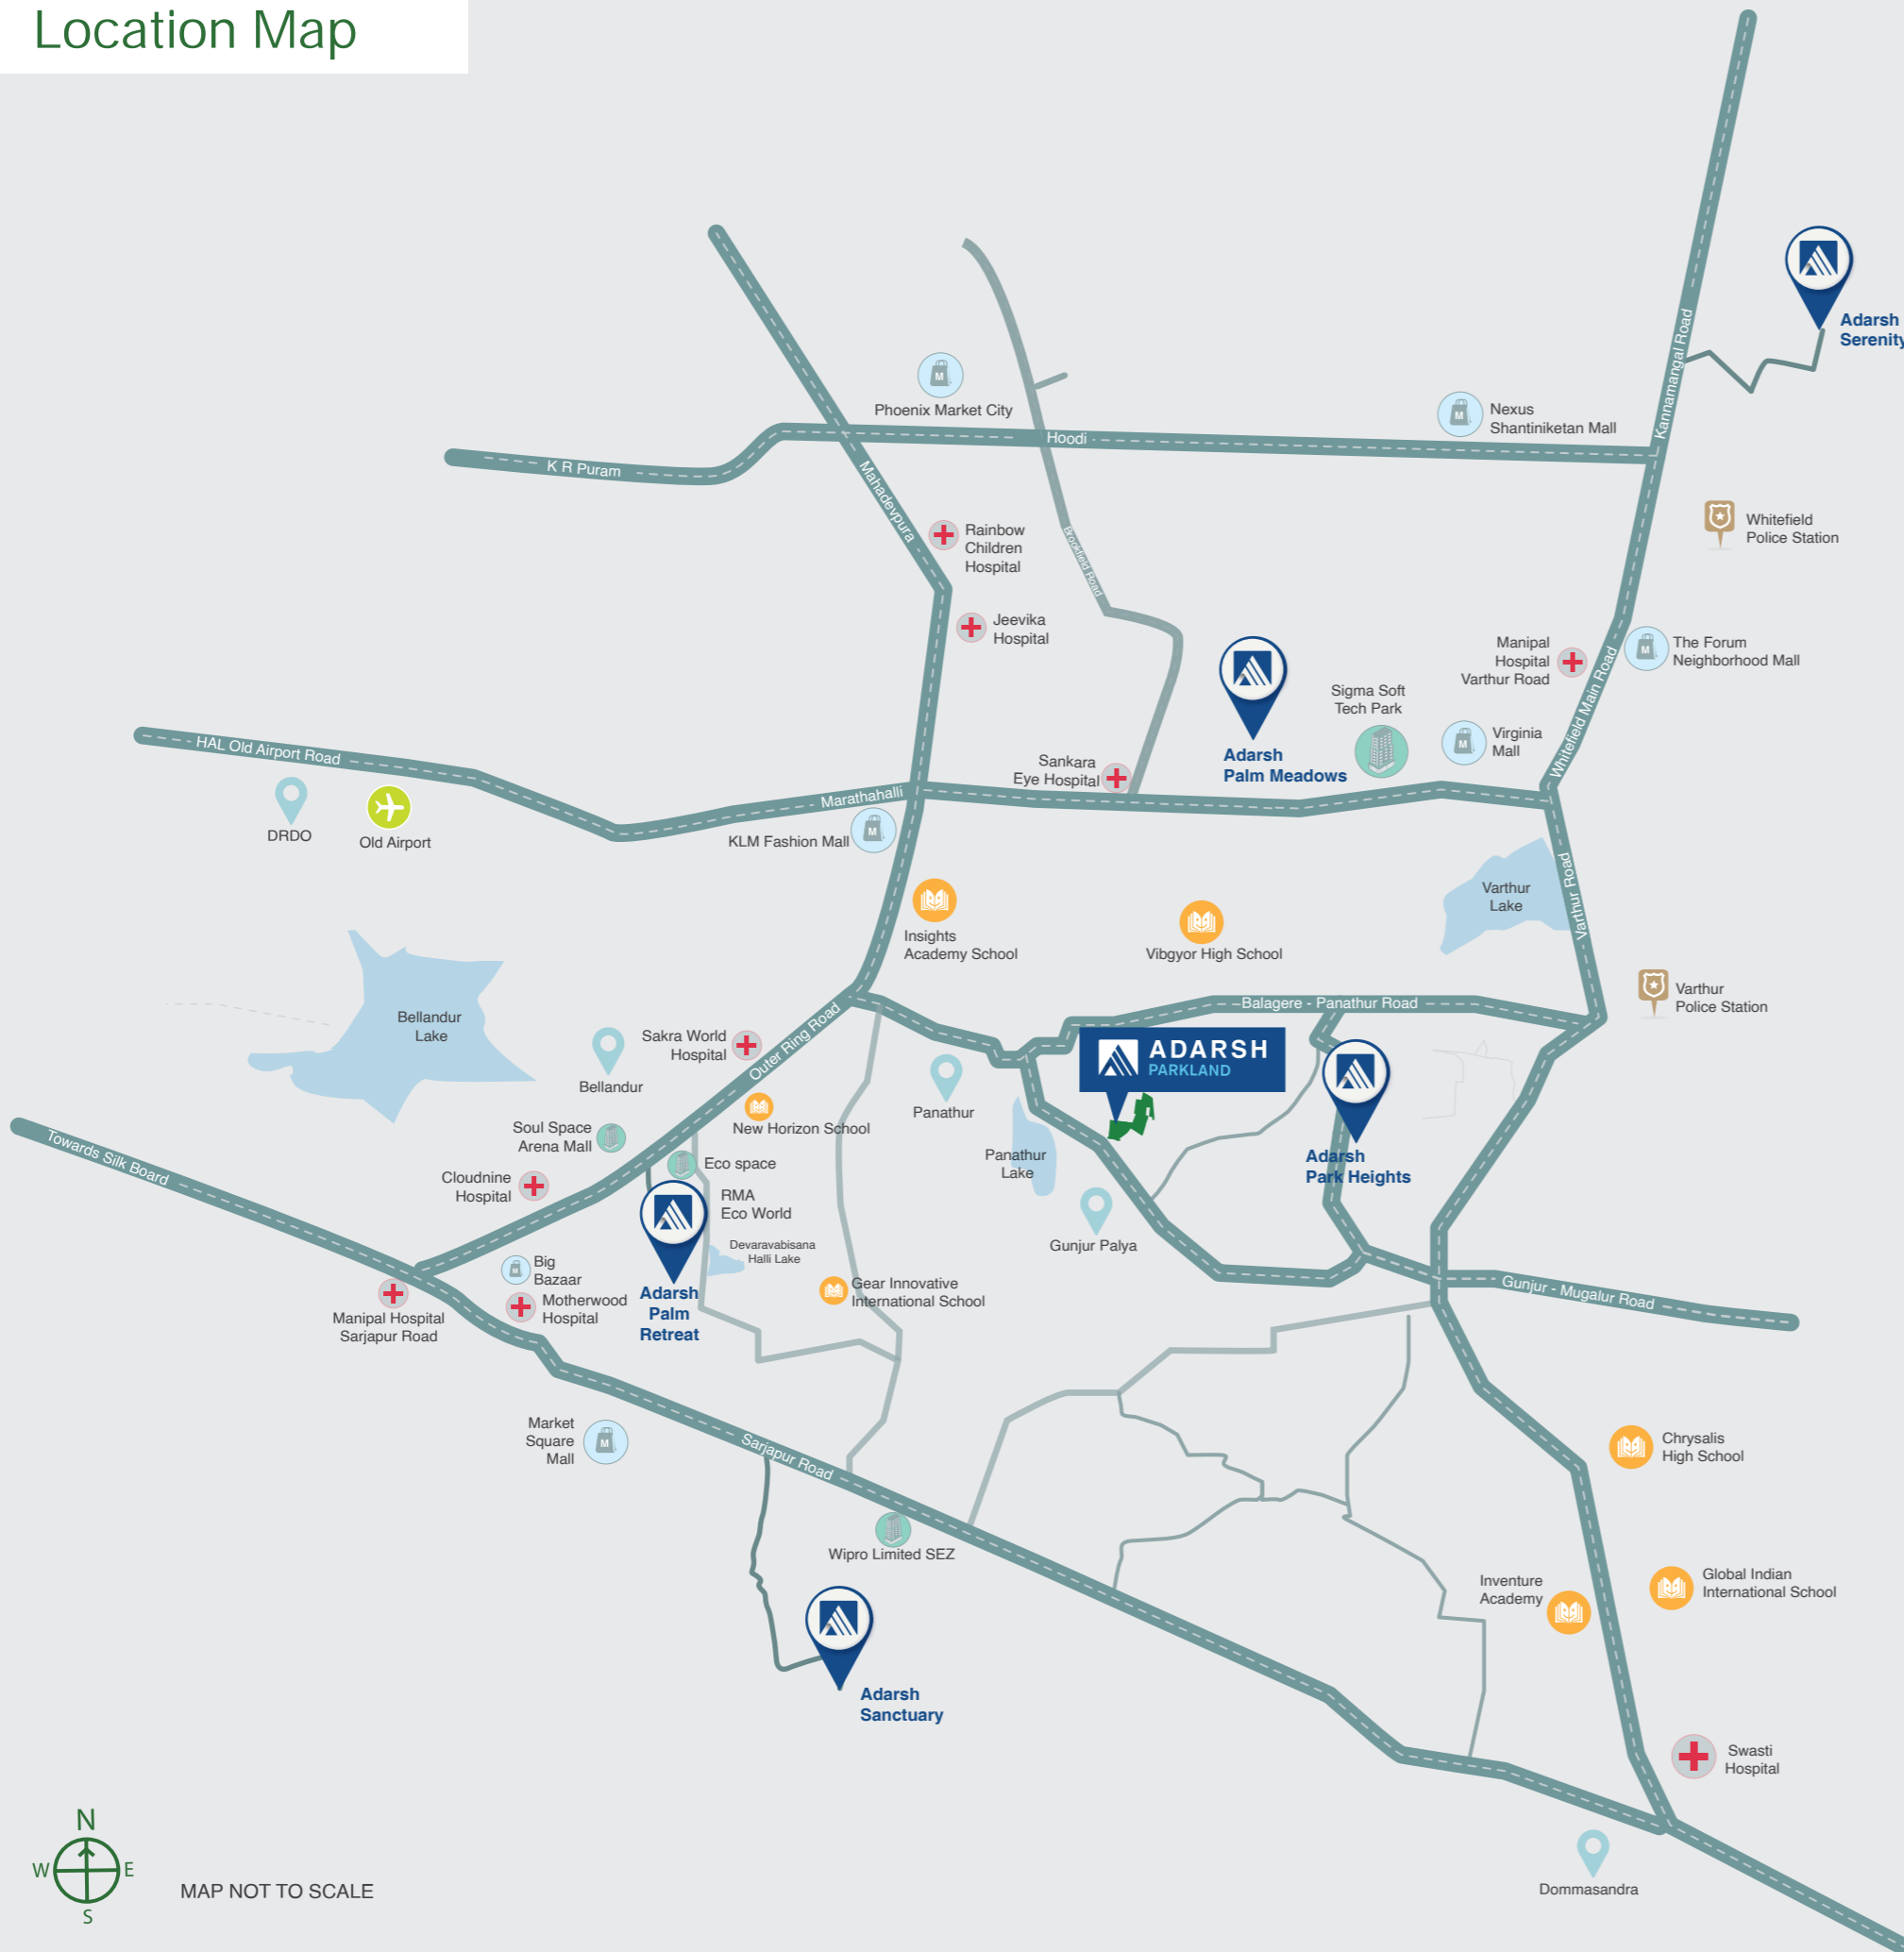 Location Map
Adarsh
Serenity
Kannamangal Road
Phoenix Market City
Nexus
Shantiniketan Mall
Hoodi
K R Puram
Mahadevpura
Rainbow
Children
Hospital
Brookfield Road
Whitefield
Police Station
Jeevika
Hospital
Manipal
Hospital
Varthur Road
The Forum
Neighborhood Mall
Whitefield Main Road
Sigma Soft
Tech Park
Virginia
Mall
Adarsh
Palm Meadows
Sankara
Eye Hospital
HAL Old Airport Road
Marathahalli
DRDO
Old Airport
KLM Fashion Mall
Varthur
Lake
Varthur Road
Insights
Academy School
Vibgyor High School
Varthur
Police Station
Balagere - Panathur Road
Bellandur
Lake
Sakra World
Hospital
Outer Ring Road
Bellandur
ADARSH
PARKLAND
Panathur
New Horizon School
Soul Space
Arena Mall
Eco space
Panathur
Lake
Adarsh
Park Heights
Towards Silk Board
Cloudnine
Hospital
RMA
Eco World
Devaravabisana
Halli Lake
Gunjur Palya
Big
Bazaar
Motherwood
Hospital
Manipal Hospital
Sarjapur Road
Adarsh
Palm
Retreat
Gear Innovative
International School
Gunjur - Mugalur Road
Market
Square
Mall
Sarjapur Road
Chrysalis
High School
Wipro Limited SEZ
Inventure
Academy
Global Indian
International School
Adarsh
Sanctuary
Swasti
Hospital
Dommasandra
N
W
E
S
MAP NOT TO SCALE